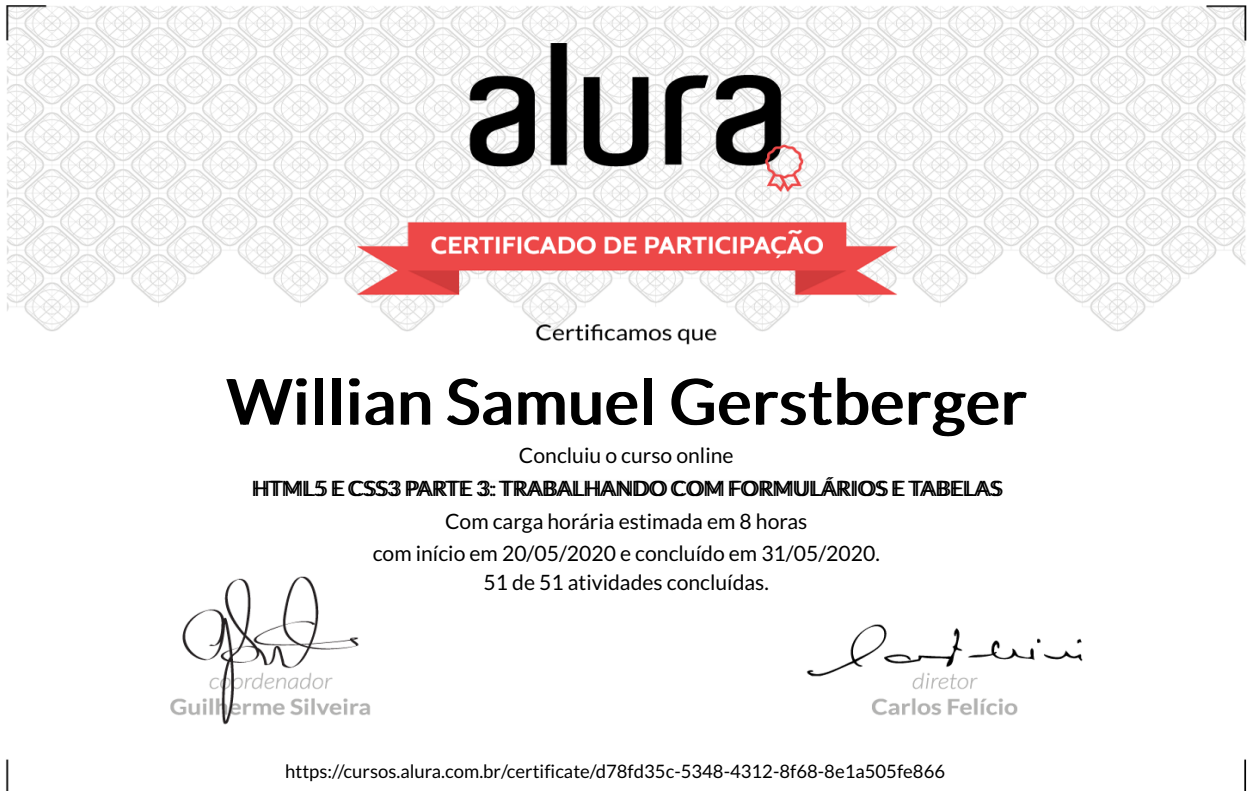 alura
CERTIFICADO DE PARTICIPAÇÃO
Certificamos que
Willian Samuel Gerstberger
Concluiu o curso online
HTML5 E CSS3 PARTE 3: TRABALHANDO COM FORMULÁRIOS E TABELAS
Com carga horária estimada em 8 horas
com início em 20/05/2020 e concluído em 31/05/2020.
51 de 51 atividades concluídas.
coordenador
Guilherme Silveira
diretor
Carlos Felício
https://cursos.alura.com.br/certificate/d78fd35c-5348-4312-8f68-8e1a505fe866